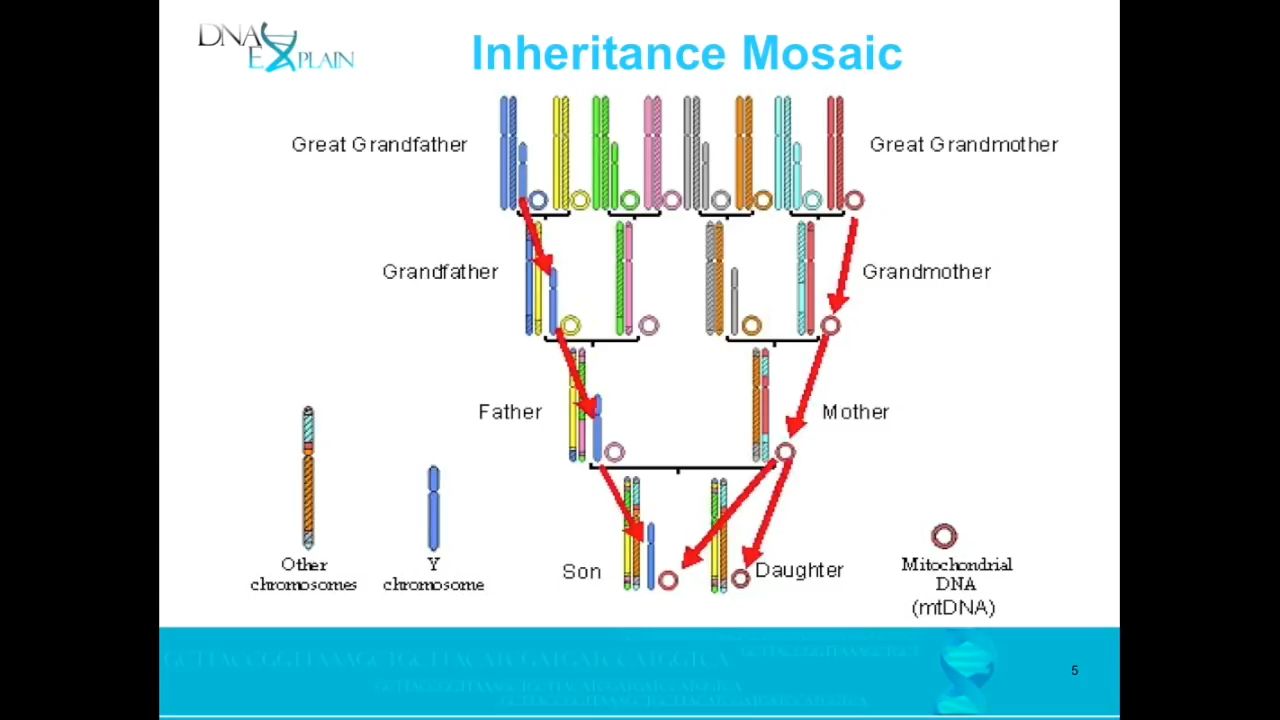 DNA
EXPLAIN
Inheritance Mosaic
Great Grandfather
Great Grandmother
Grandfather
Grandmother
Father
Mother
Son
Daughter
Other
chromosomes
Y
chromosome
Mitochondrial
DNA
(mtDNA)
5